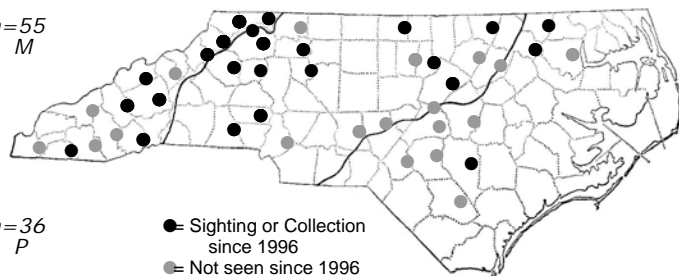 =55
M
=36
P
= Sighting or Collection
since 1996
= Not seen since 1996